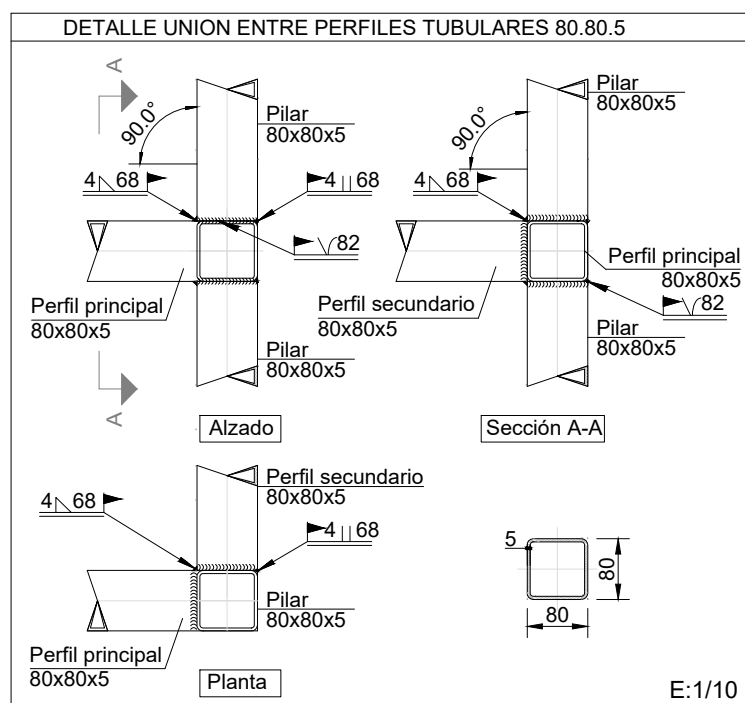 DETALLE UNION ENTRE PERFILES TUBULARES 80.80.5
A
90.0°
Pilar
80x80x5
4 68
4 68
82
Perfil principal
80x80x5
Pilar
80x80x5
A
Alzado
90.0°
Pilar
80x80x5
4 68
Perfil principal
80x80x5
Perfil secundario
80x80x5
82
Pilar
80x80x5
Sección A-A
4 68
Perfil secundario
80x80x5
4 68
Pilar
80x80x5
Perfil principal
80x80x5
Planta
5
80
80
E:1/10